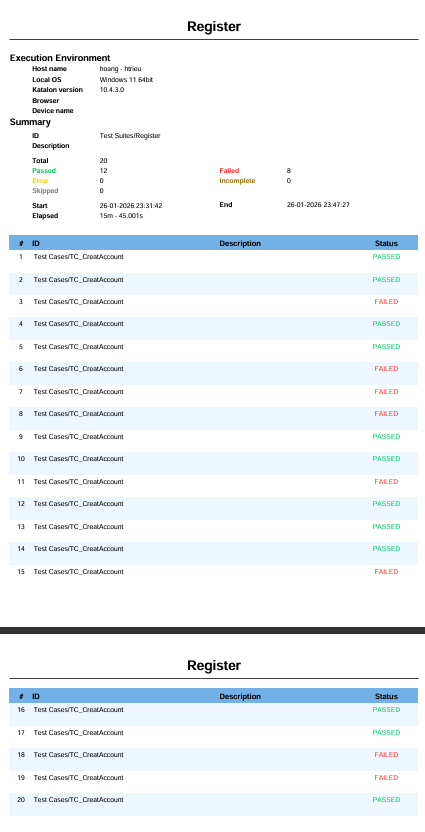 Register
Execution Environment
Host name hoang - htrieu
Local OS Windows 11 64bit
Katalon version 10.4.3.0
Browser
Device name
Summary
ID Test Suites/Register
Description
Total 20
Passed 12 Failed 8
Error 0 Incomplete 0
Skipped 0
Start 26-01-2026 23:31:42 End 26-01-2026 23:47:27
Elapsed 15m - 45.001s
# ID Description Status
1 Test Cases/TC_CreatAccount PASSED
2 Test Cases/TC_CreatAccount PASSED
3 Test Cases/TC_CreatAccount FAILED
4 Test Cases/TC_CreatAccount PASSED
5 Test Cases/TC_CreatAccount PASSED
6 Test Cases/TC_CreatAccount FAILED
7 Test Cases/TC_CreatAccount FAILED
8 Test Cases/TC_CreatAccount FAILED
9 Test Cases/TC_CreatAccount PASSED
10 Test Cases/TC_CreatAccount PASSED
11 Test Cases/TC_CreatAccount FAILED
12 Test Cases/TC_CreatAccount PASSED
13 Test Cases/TC_CreatAccount PASSED
14 Test Cases/TC_CreatAccount PASSED
15 Test Cases/TC_CreatAccount FAILED
Register
# ID Description Status
16 Test Cases/TC_CreatAccount PASSED
17 Test Cases/TC_CreatAccount PASSED
18 Test Cases/TC_CreatAccount FAILED
19 Test Cases/TC_CreatAccount FAILED
20 Test Cases/TC_CreatAccount PASSED